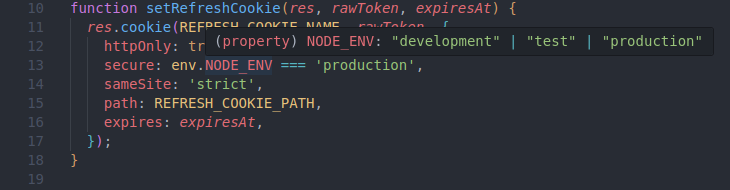 10 function setRefreshCookie(res, rawToken, expiresAt) {
11 res.cookie(REFRESH_COOKIE_NAME, rawToken, {
(property) NODE_ENV: "development" | "test" | "production"
12 httpOnly: tr
13 secure: env.NODE_ENV === 'production',
14 sameSite: 'strict',
15 path: REFRESH_COOKIE_PATH,
16 expires: expiresAt,
17 });
18 }
19